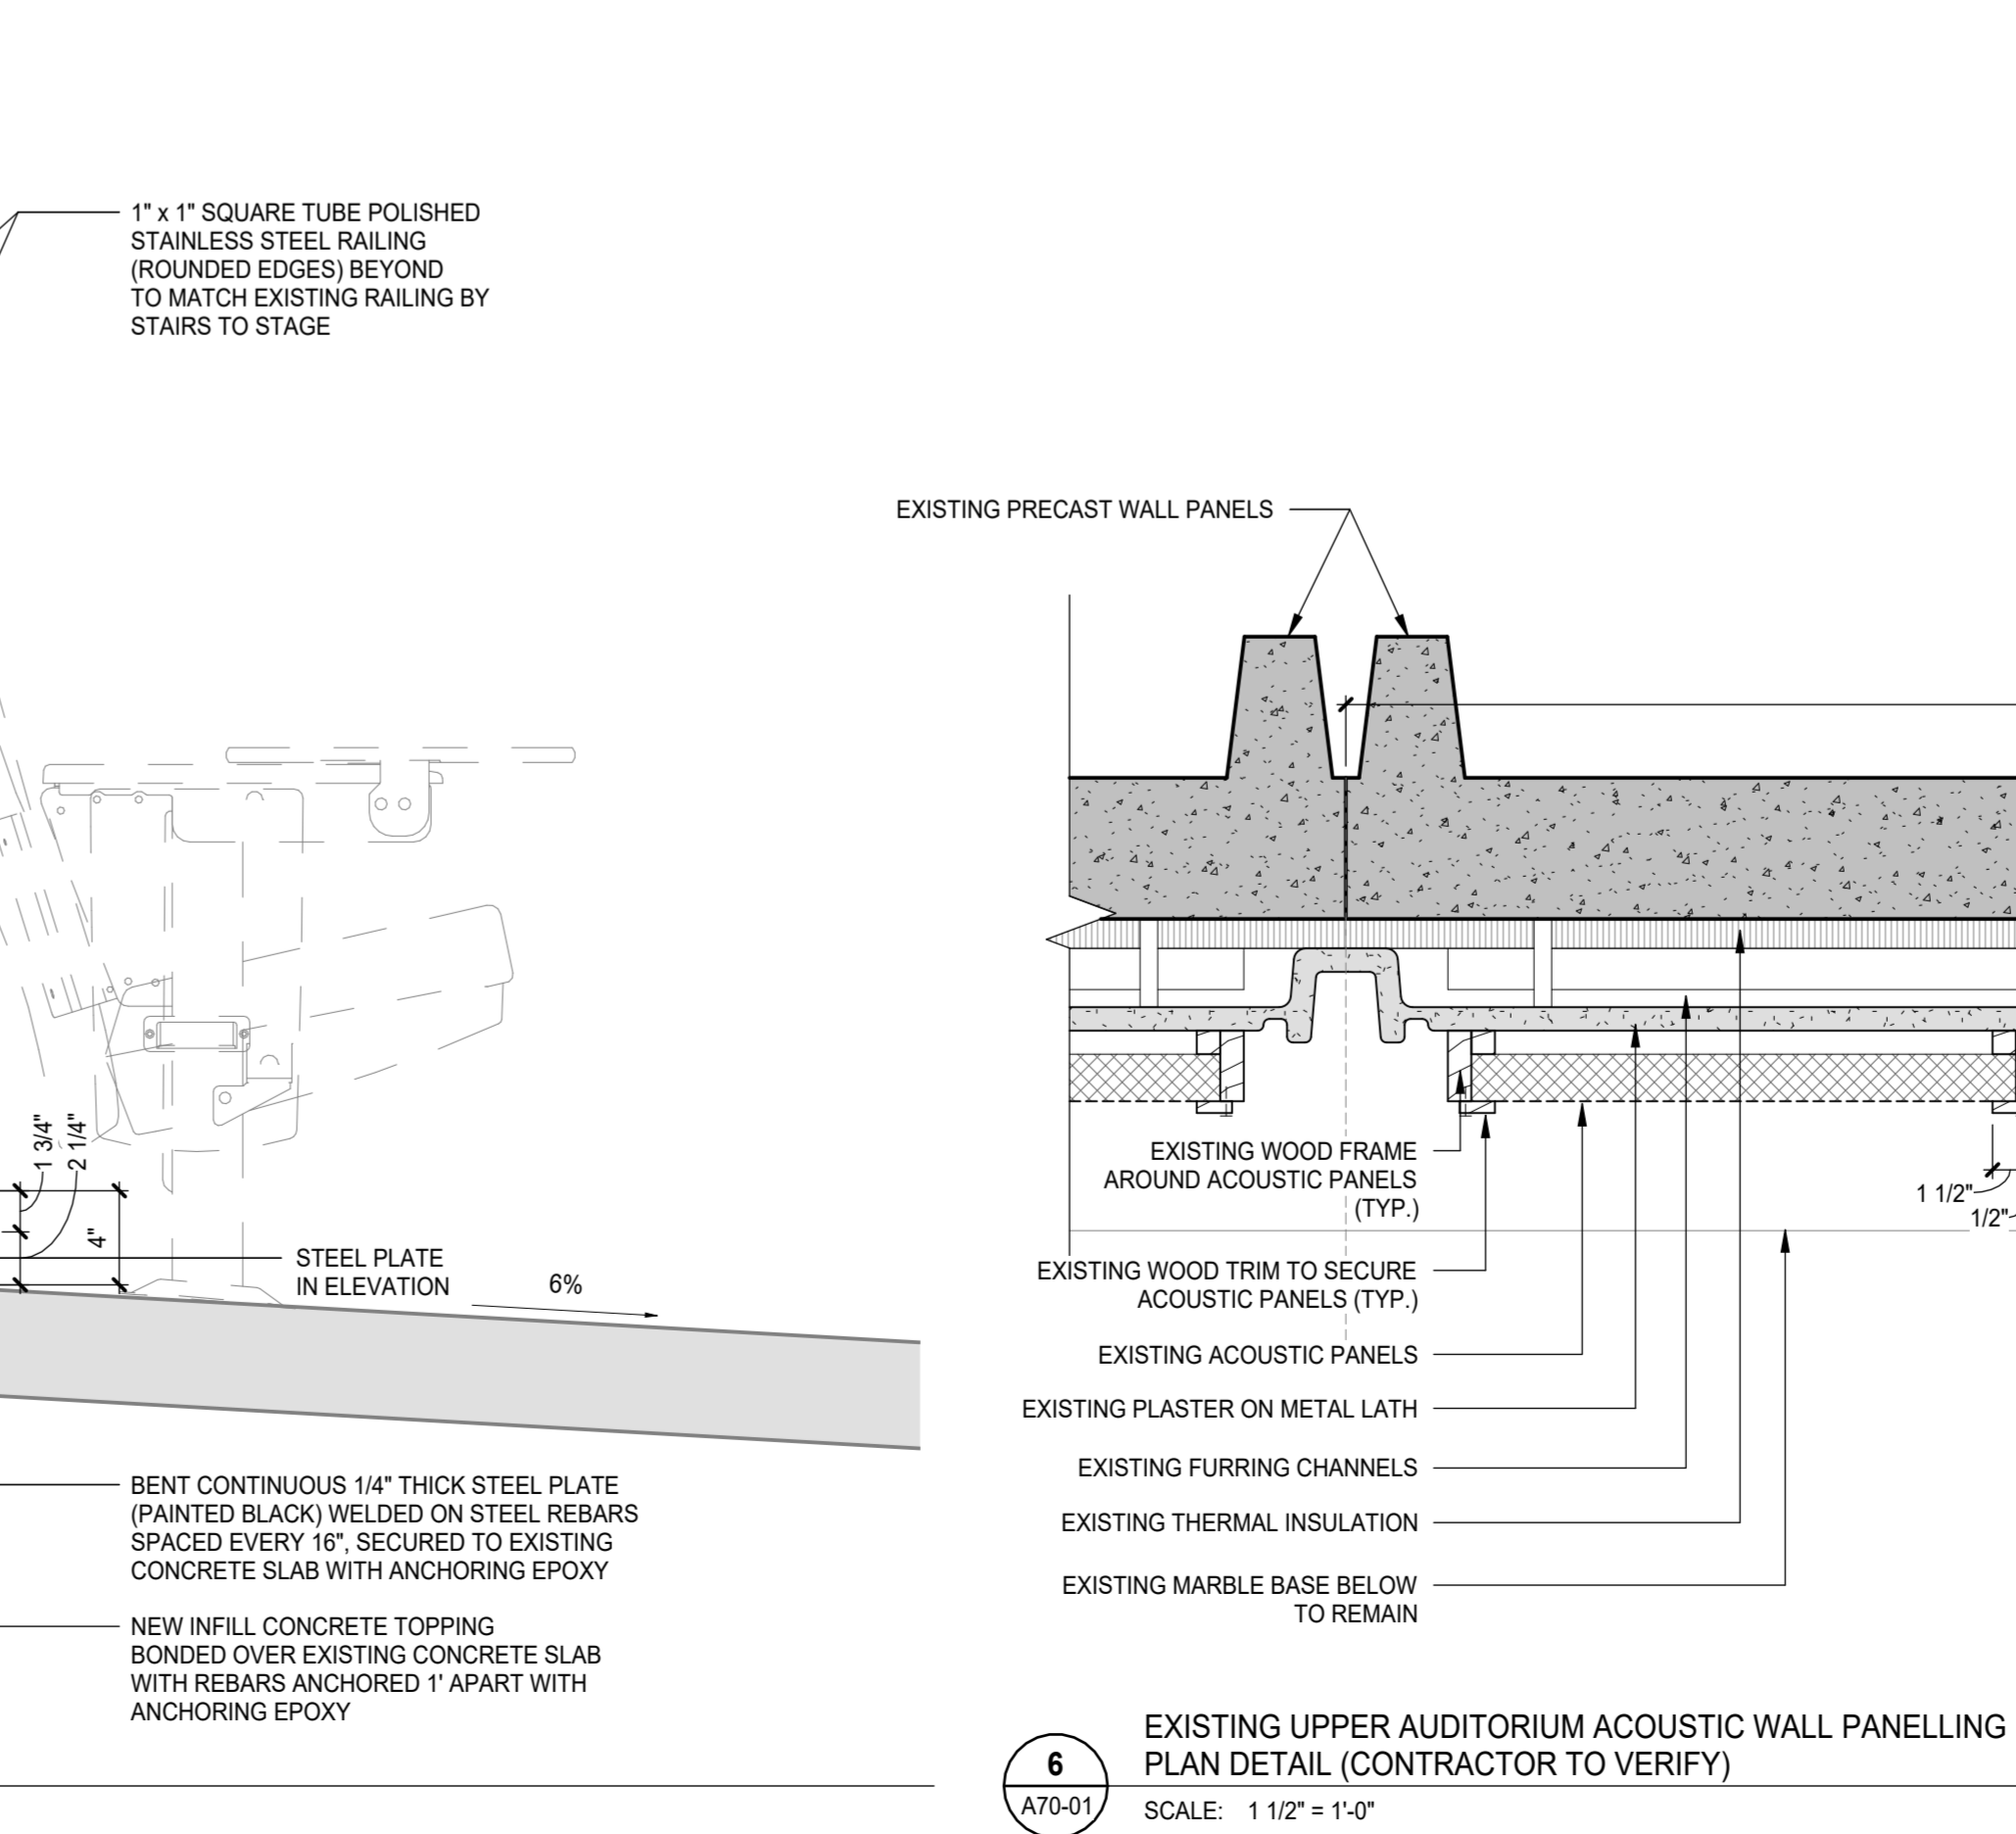 1" x 1" SQUARE TUBE POLISHED
STAINLESS STEEL RAILING
(ROUNDED EDGES) BEYOND
TO MATCH EXISTING RAILING BY
STAIRS TO STAGE
1 3/4"
2 1/4"
4"
STEEL PLATE
IN ELEVATION
6%
BENT CONTINUOUS 1/4" THICK STEEL PLATE
(PAINTED BLACK) WELDED ON STEEL REBARS
SPACED EVERY 16", SECURED TO EXISTING
CONCRETE SLAB WITH ANCHORING EPOXY
NEW INFILL CONCRETE TOPPING
BONDED OVER EXISTING CONCRETE SLAB
WITH REBARS ANCHORED 1' APART WITH
ANCHORING EPOXY
EXISTING PRECAST WALL PANELS
EXISTING WOOD FRAME
AROUND ACOUSTIC PANELS
(TYP.)
1 1/2"
1/2"
EXISTING WOOD TRIM TO SECURE
ACOUSTIC PANELS (TYP.)
EXISTING ACOUSTIC PANELS
EXISTING PLASTER ON METAL LATH
EXISTING FURRING CHANNELS
EXISTING THERMAL INSULATION
EXISTING MARBLE BASE BELOW
TO REMAIN
6
A70-01
EXISTING UPPER AUDITORIUM ACOUSTIC WALL PANELLING
PLAN DETAIL (CONTRACTOR TO VERIFY)
SCALE: 1 1/2" = 1'-0"